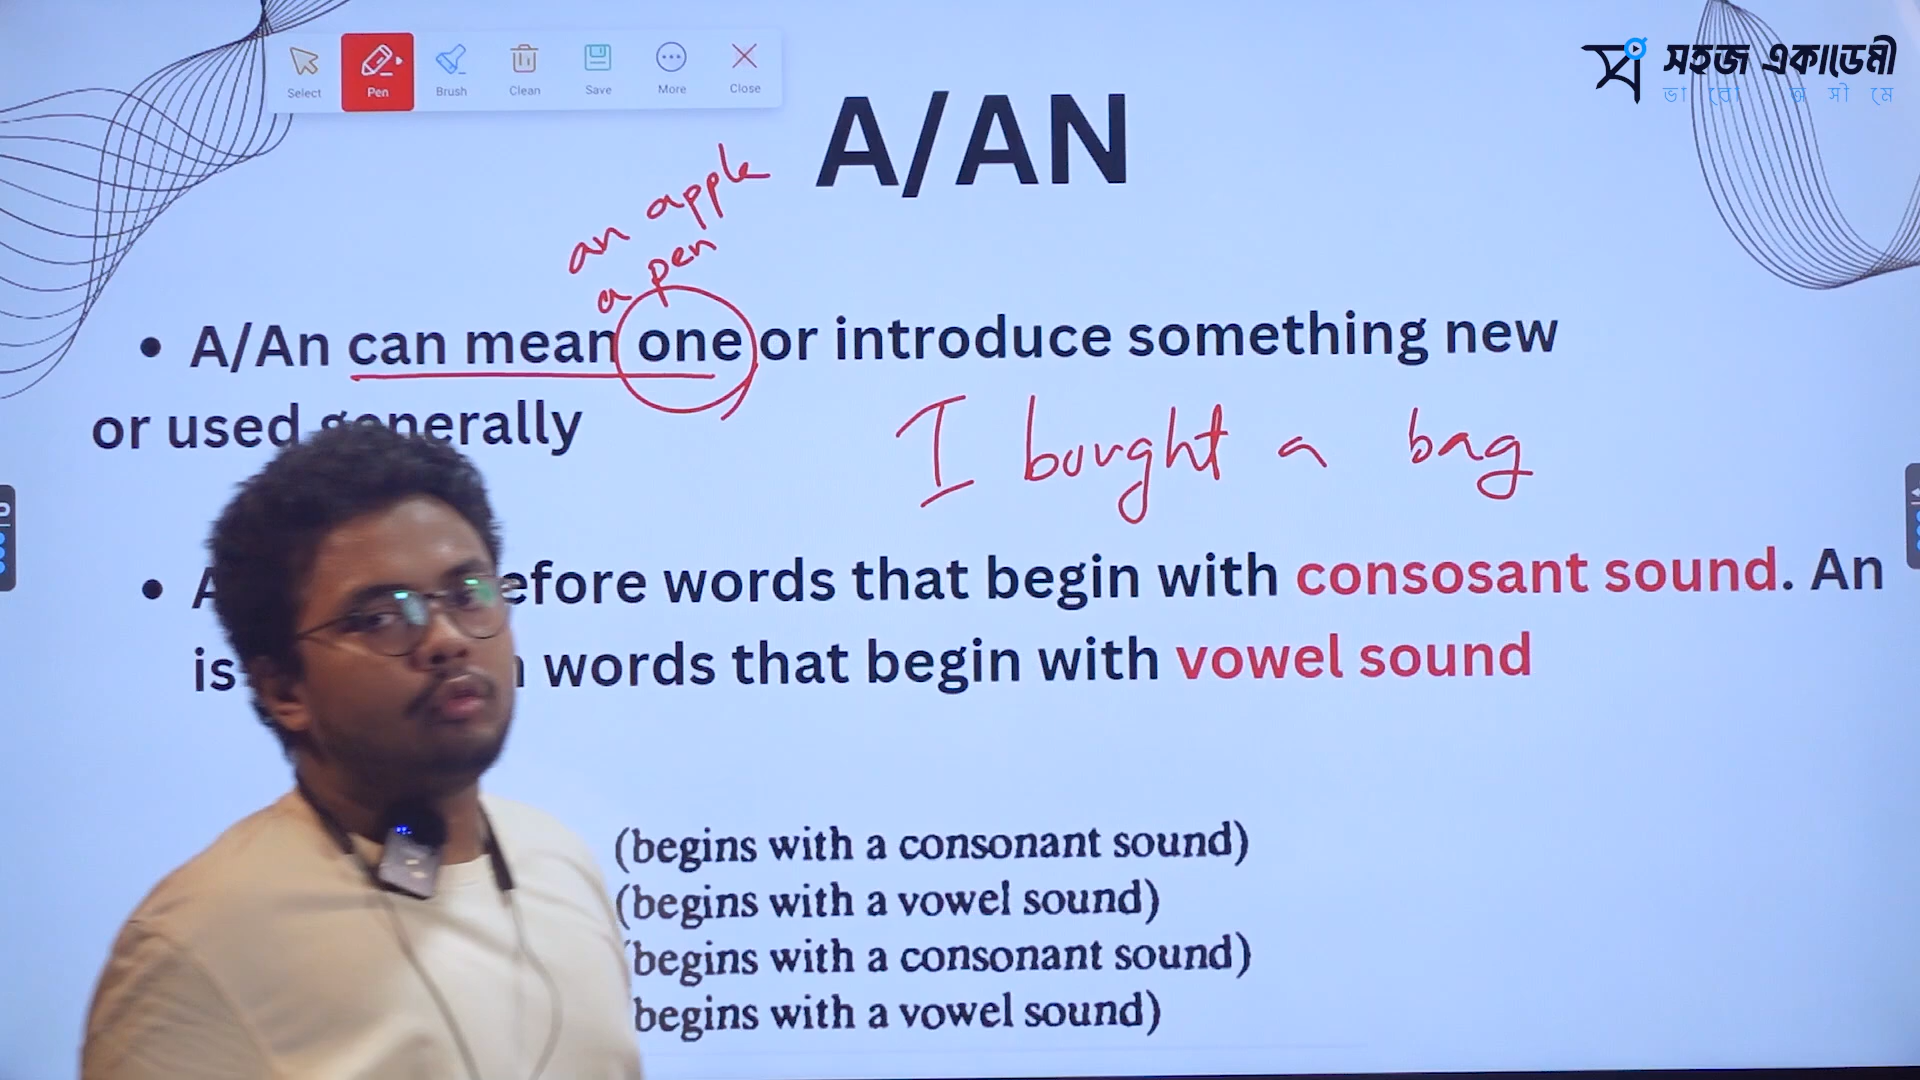 Select Pen Brush Clean Save More Close
সহজ একাডেমী
A/AN
an apple
a pen
• A/An can mean one or introduce something new
or used generally
I bought a bag
efore words that begin with consosant sound. An
is words that begin with vowel sound
(begins with a consonant sound)
(begins with a vowel sound)
(begins with a consonant sound)
begins with a vowel sound)